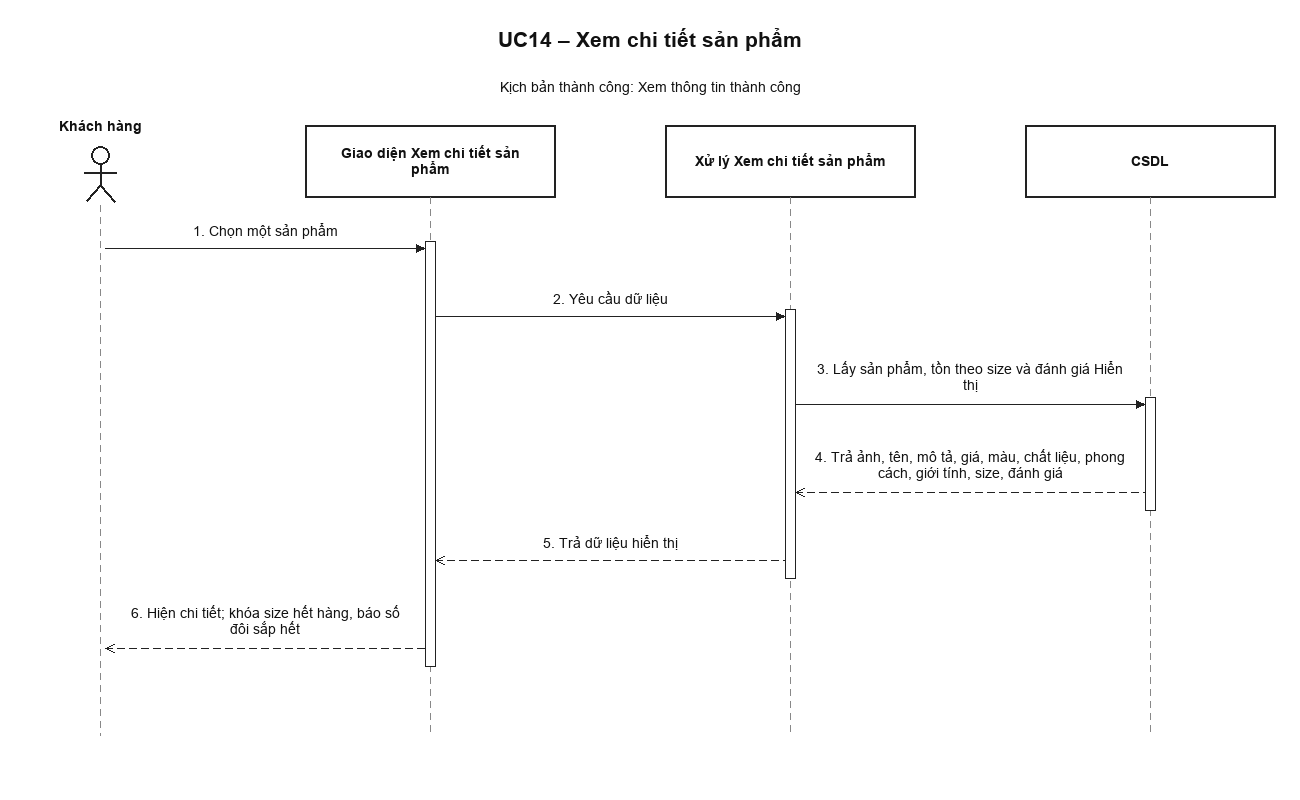 UC14 – Xem chi tiết sản phẩm
Kịch bản thành công: Xem thông tin thành công
Khách hàng
Giao diện Xem chi tiết sản
phẩm
Xử lý Xem chi tiết sản phẩm
CSDL
1. Chọn một sản phẩm
2. Yêu cầu dữ liệu
3. Lấy sản phẩm, tồn theo size và đánh giá Hiển
thị
4. Trả ảnh, tên, mô tả, giá, màu, chất liệu, phong
cách, giới tính, size, đánh giá
5. Trả dữ liệu hiển thị
6. Hiện chi tiết; khóa size hết hàng, báo số
đôi sắp hết